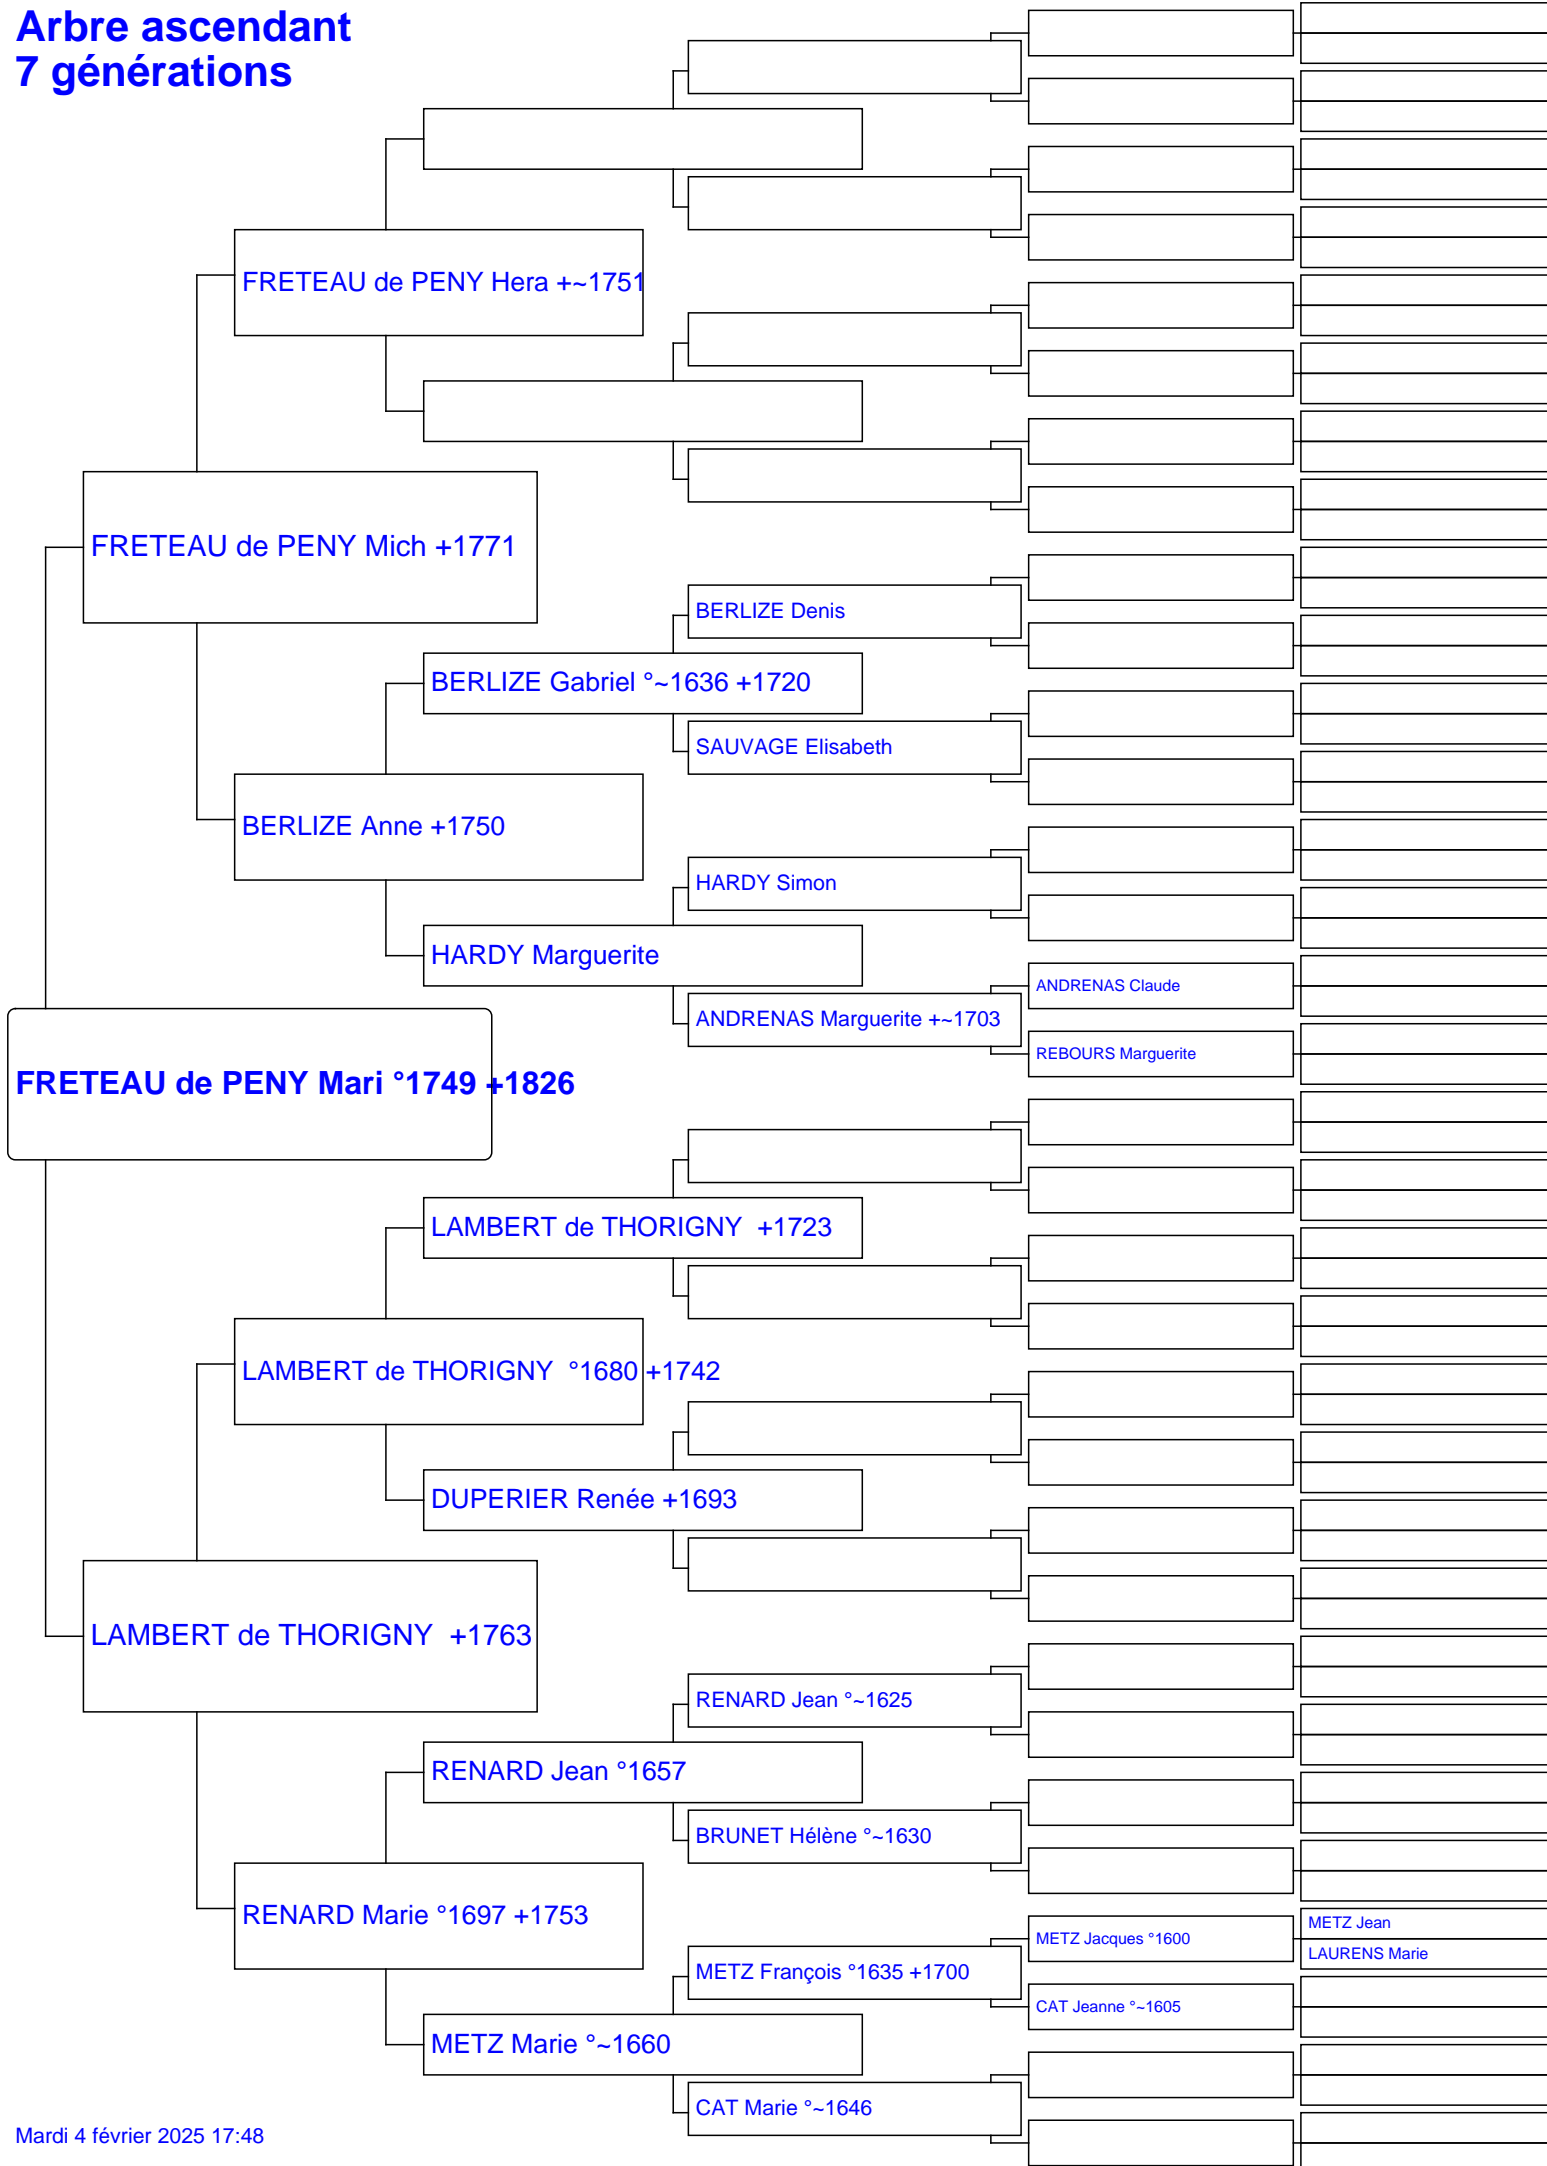 Arbre ascendant
7 générations
FRETEAU de PENY Hera +~1751
FRETEAU de PENY Mich +1771
BERLIZE Denis
BERLIZE Gabriel °~1636 +1720
SAUVAGE Elisabeth
BERLIZE Anne +1750
HARDY Simon
HARDY Marguerite
ANDRENAS Claude
ANDRENAS Marguerite +~1703
REBOURS Marguerite
FRETEAU de PENY Mari °1749 +1826
LAMBERT de THORIGNY  +1723
LAMBERT de THORIGNY  °1680 +1742
DUPERIER Renée +1693
LAMBERT de THORIGNY  +1763
RENARD Jean °~1625
RENARD Jean °1657
BRUNET Hélène °~1630
RENARD Marie °1697 +1753
METZ Jean
METZ Jacques °1600
LAURENS Marie
METZ François °1635 +1700
CAT Jeanne °~1605
METZ Marie °~1660
CAT Marie °~1646
Mardi 4 février 2025 17:48